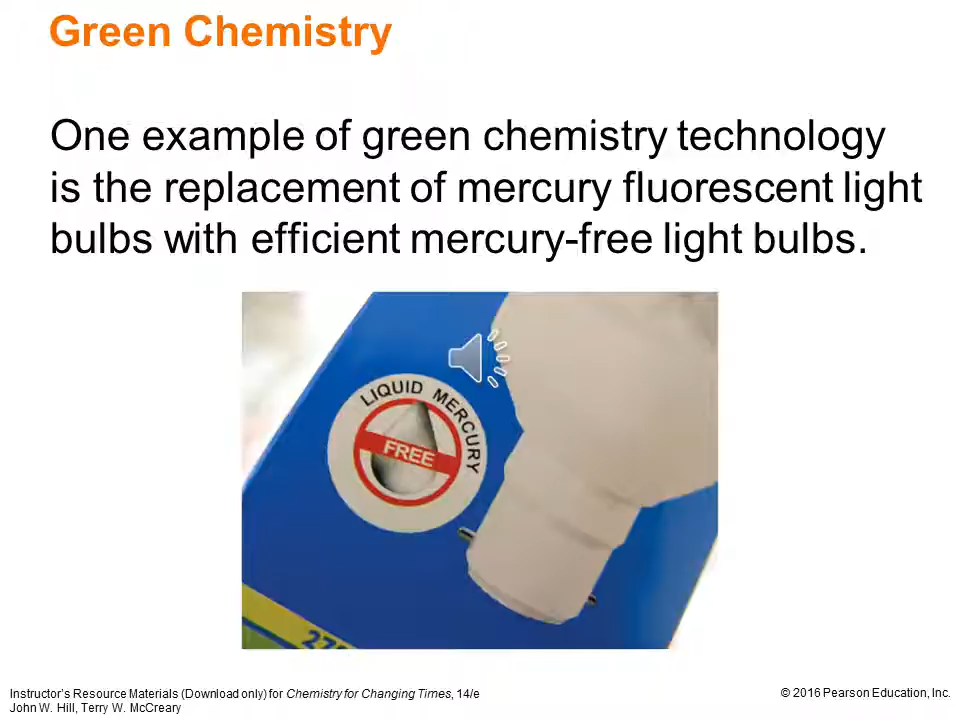 Green Chemistry
One example of green chemistry technology
is the replacement of mercury fluorescent light
bulbs with efficient mercury-free light bulbs.
LIQUID MERCURY
FREE
Instructor's Resource Materials (Download only) for Chemistry for Changing Times, 14/e
John W. Hill, Terry W. McCreary
© 2016 Pearson Education, Inc.